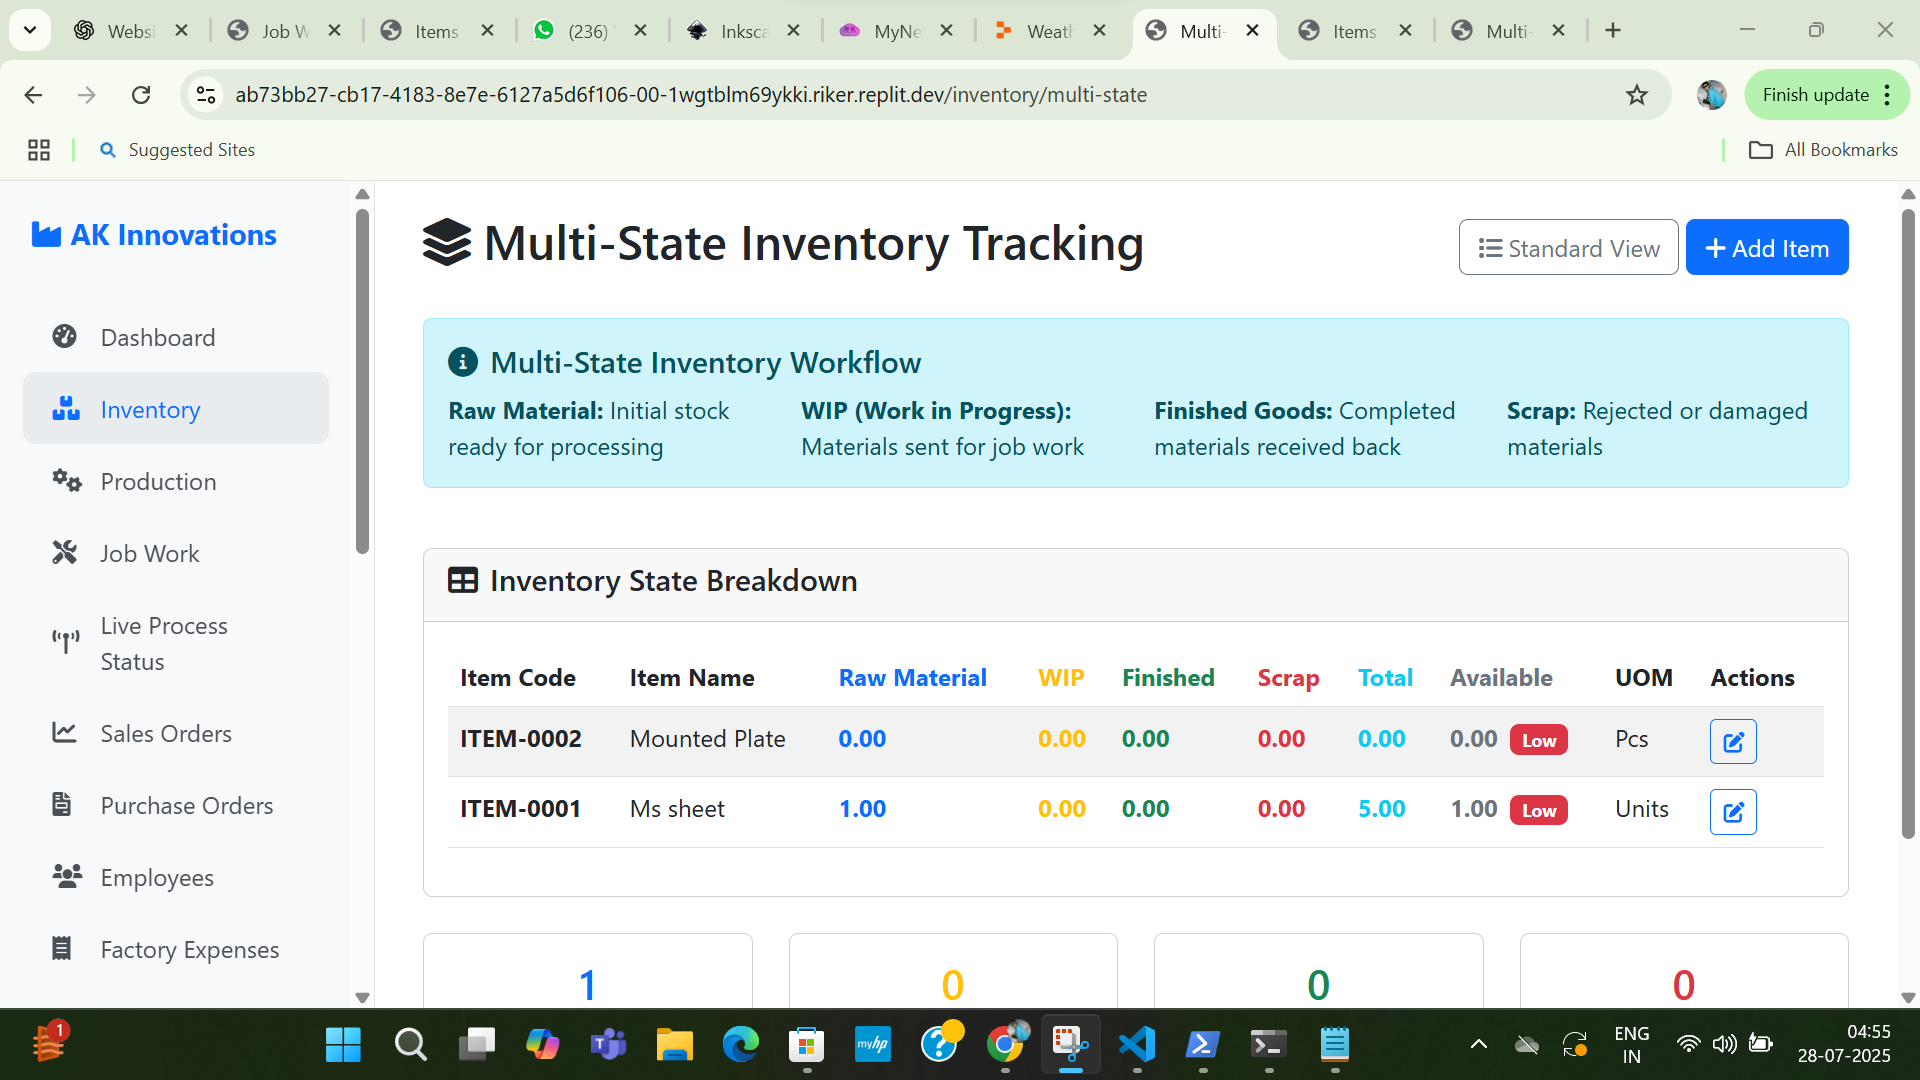 Websi
Job W
Items
(236)
Inksca
MyNe
Weath
Multi-
Items
Multi-
ab73bb27-cb17-4183-8e7e-6127a5d6f106-00-1wgtblm69ykki.riker.replit.dev/inventory/multi-state
Finish update
Suggested Sites
All Bookmarks
AK Innovations
Dashboard
Inventory
Production
Job Work
Live Process
Status
Sales Orders
Purchase Orders
Employees
Factory Expenses
Multi-State Inventory Tracking
Standard View
Add Item
Multi-State Inventory Workflow
Raw Material: Initial stock
ready for processing
WIP (Work in Progress):
Materials sent for job work
Finished Goods: Completed
materials received back
Scrap: Rejected or damaged
materials
Inventory State Breakdown
Item Code Item Name Raw Material WIP Finished Scrap Total Available UOM Actions
ITEM-0002 Mounted Plate 0.00 0.00 0.00 0.00 0.00 0.00 Low Pcs
ITEM-0001 Ms sheet 1.00 0.00 0.00 0.00 5.00 1.00 Low Units
1 0 0 0
1
myhp
ENG
IN
04:55
28-07-2025